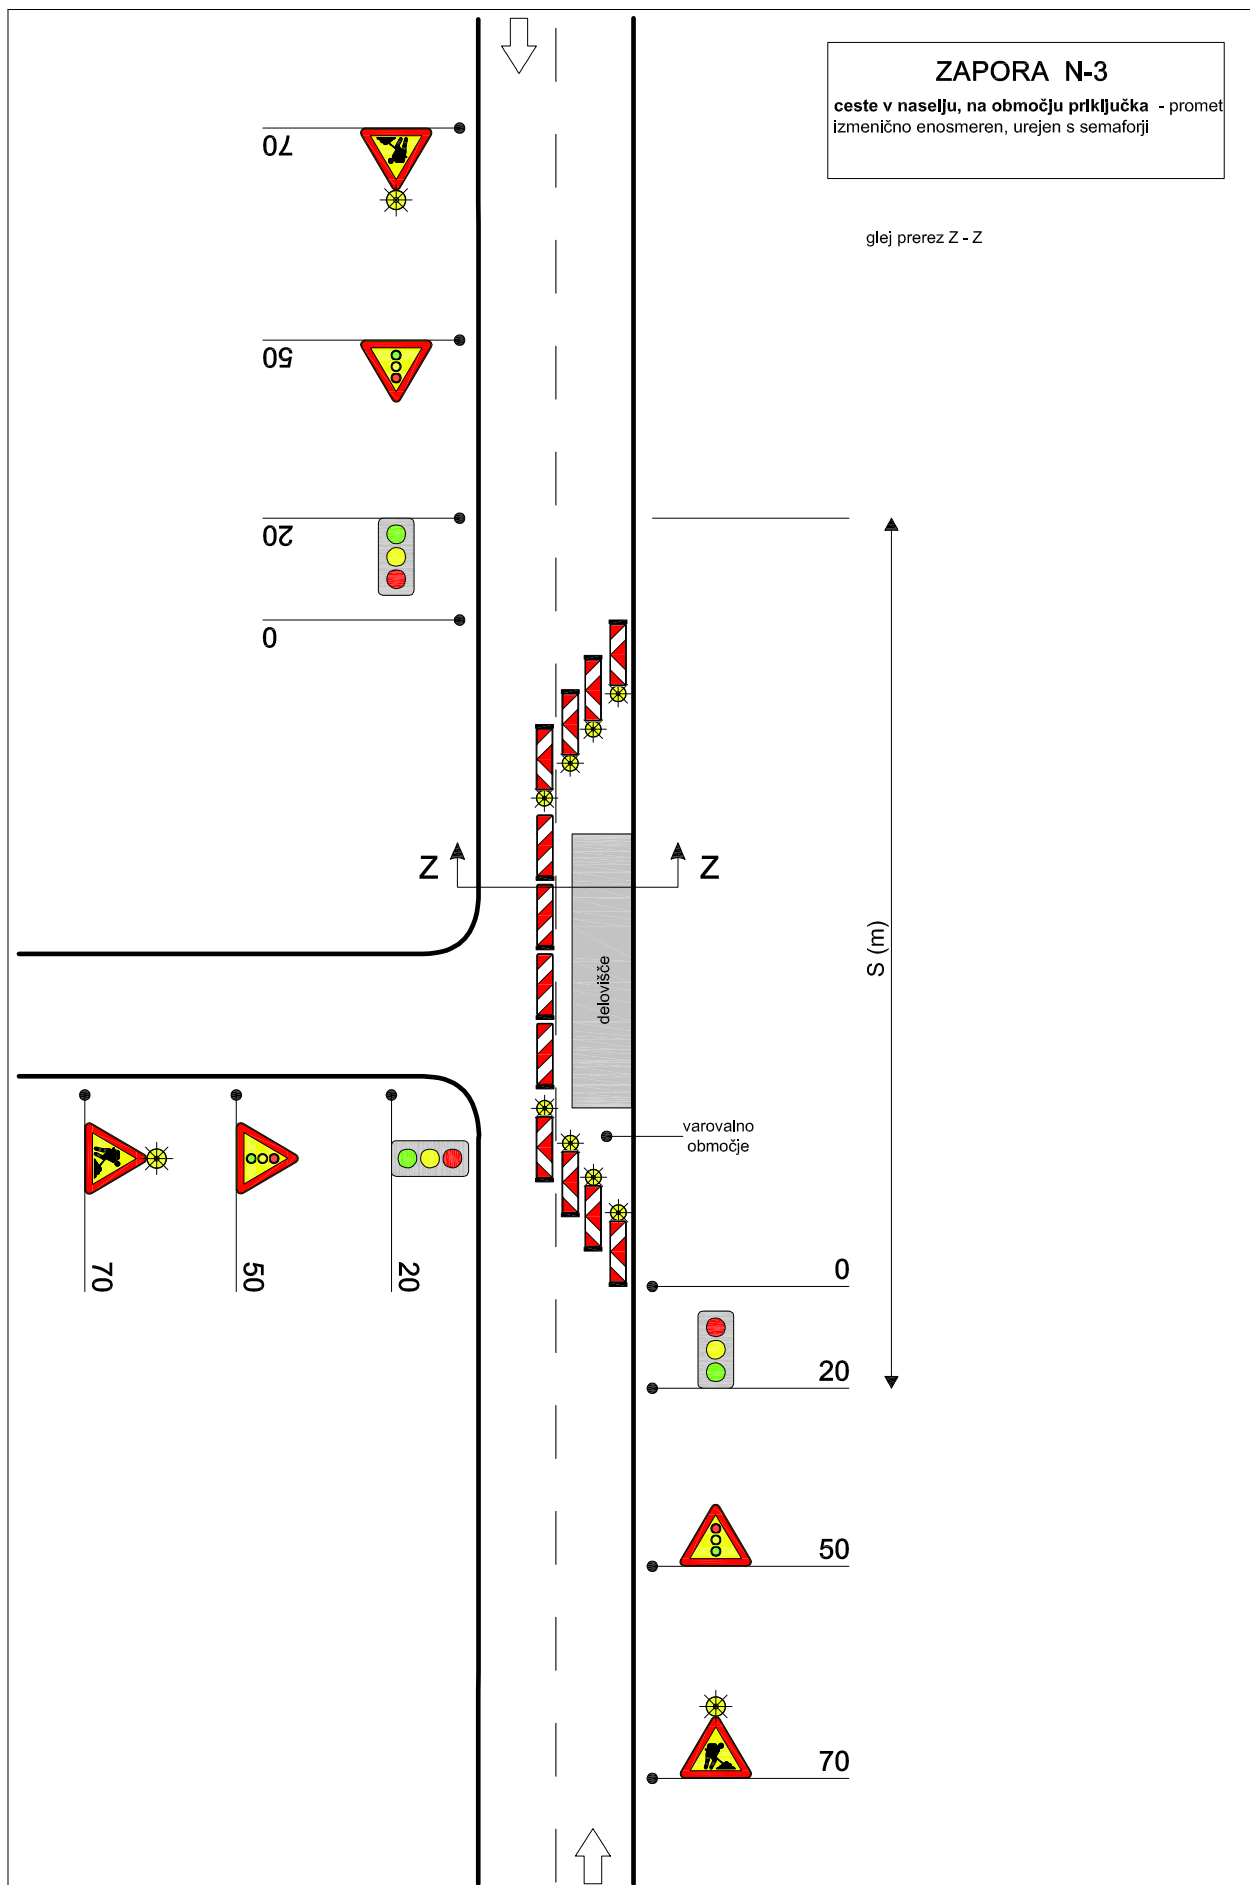 ZAPORA N-3
ceste v naselju, na območju priključka - promet
izmenično enosmeren, urejen s semaforji
glej prerez Z - Z
70
50
20
0
Z
Z
S (m)
delovišče
varovalno
območje
70
50
20
0
20
50
70